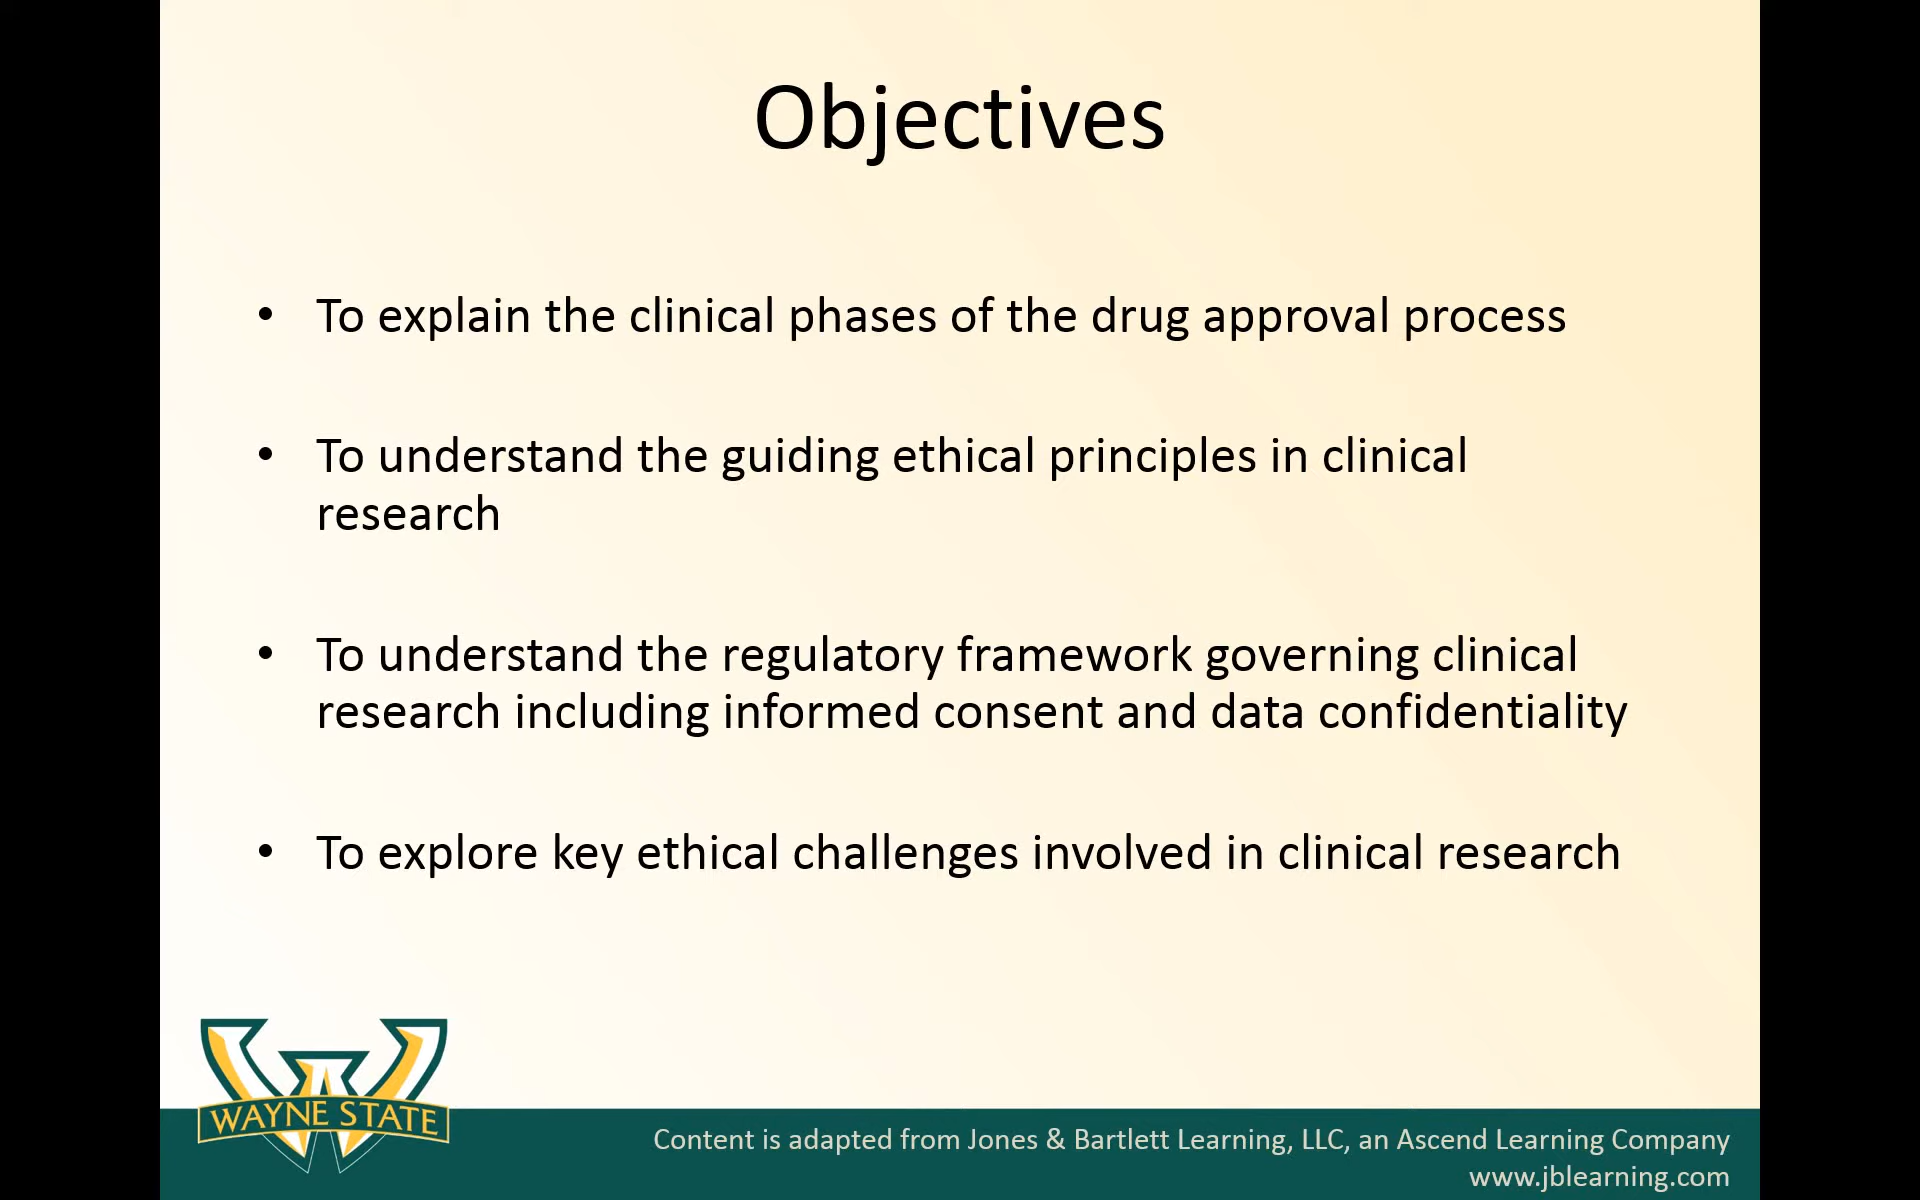 Objectives
• To explain the clinical phases of the drug approval process
• To understand the guiding ethical principles in clinical
research
• To understand the regulatory framework governing clinical
research including informed consent and data confidentiality
• To explore key ethical challenges involved in clinical research
WAYNE STATE
Content is adapted from Jones & Bartlett Learning, LLC, an Ascend Learning Company
www.jblearning.com